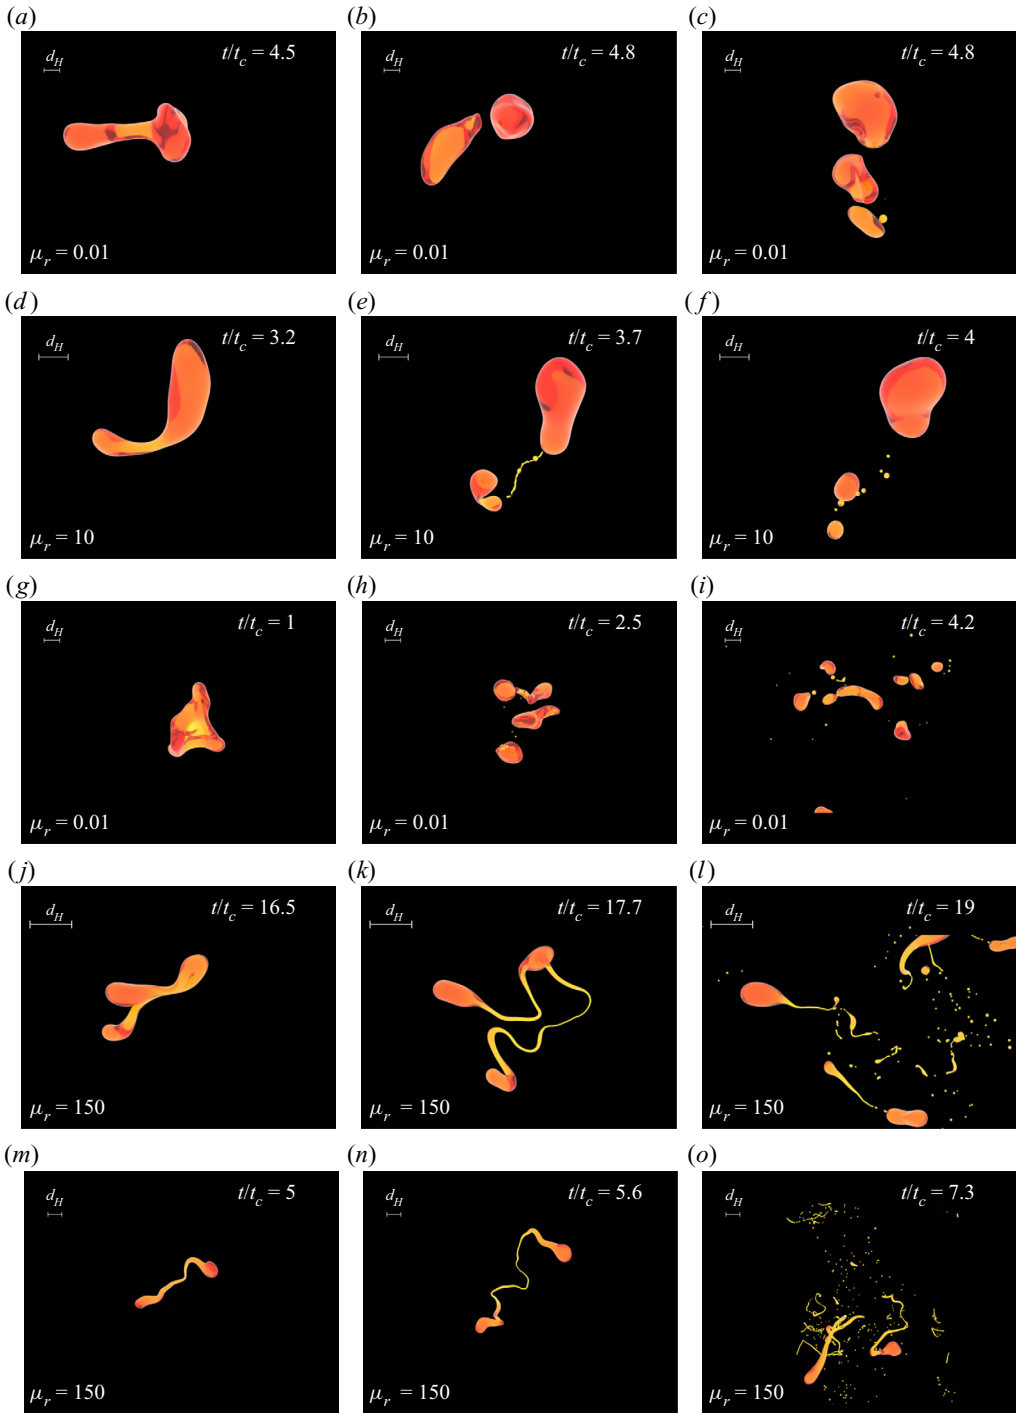 (a) (b) (c)
d_H t/t_c = 4.5 d_H t/t_c = 4.8 d_H t/t_c = 4.8
μ_r = 0.01 μ_r = 0.01 μ_r = 0.01
(d) (e) (f)
d_H t/t_c = 3.2 d_H t/t_c = 3.7 d_H t/t_c = 4
μ_r = 10 μ_r = 10 μ_r = 10
(g) (h) (i)
d_H t/t_c = 1 d_H t/t_c = 2.5 d_H t/t_c = 4.2
μ_r = 0.01 μ_r = 0.01 μ_r = 0.01
(j) (k) (l)
d_H t/t_c = 16.5 d_H t/t_c = 17.7 d_H t/t_c = 19
μ_r = 150 μ_r = 150 μ_r = 150
(m) (n) (o)
d_H t/t_c = 5 d_H t/t_c = 5.6 d_H t/t_c = 7.3
μ_r = 150 μ_r = 150 μ_r = 150